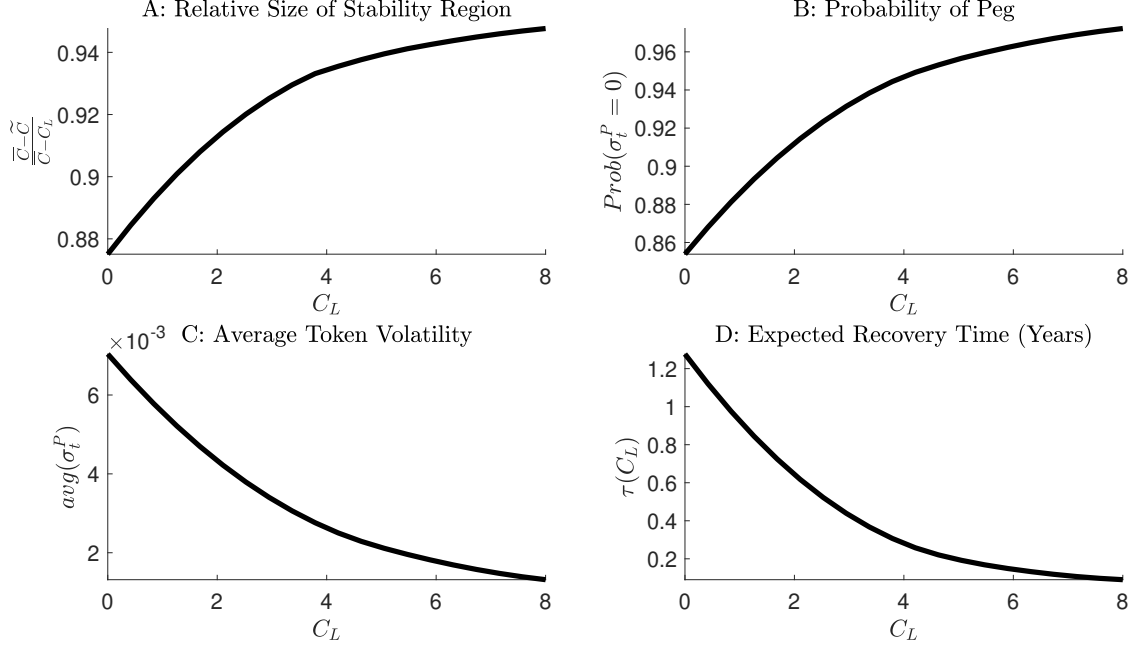 A: Relative Size of Stability Region
0.94
0.92
0.9
0.88
0 2 4 6 8
C_L
B: Probability of Peg
Prob(σ_t^P = 0)
0.96
0.94
0.92
0.9
0.88
0.86
0 2 4 6 8
C_L
C: Average Token Volatility
×10^-3
avg(σ_t^P)
6
4
2
0 2 4 6 8
C_L
D: Expected Recovery Time (Years)
τ(C_L)
1.2
1
0.8
0.6
0.4
0.2
0 2 4 6 8
C_L